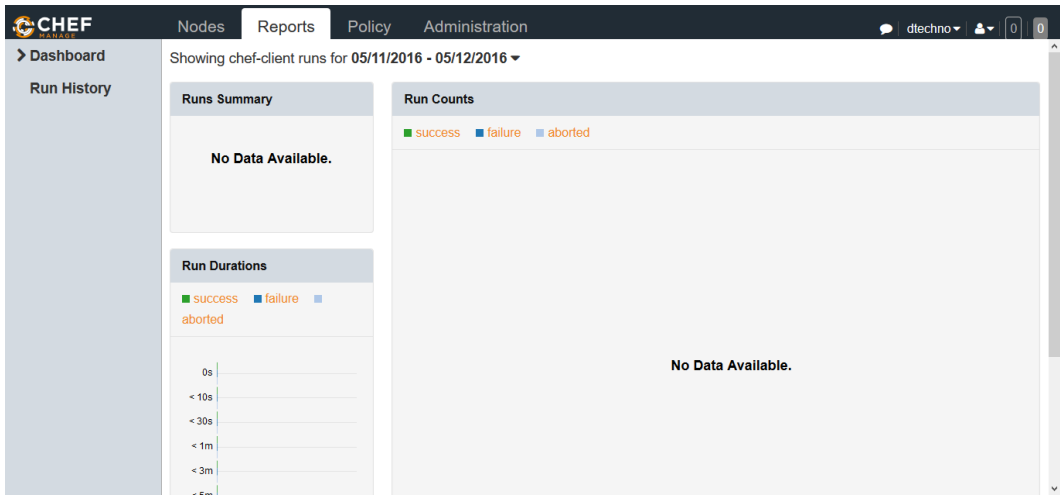 CHEF
MANAGE
Nodes Reports Policy Administration
dtechno 0 0
Dashboard
Run History
Showing chef-client runs for 05/11/2016 - 05/12/2016
Runs Summary
No Data Available.
Run Counts
success failure aborted
No Data Available.
Run Durations
success failure
aborted
0s
< 10s
< 30s
< 1m
< 3m
< 5m